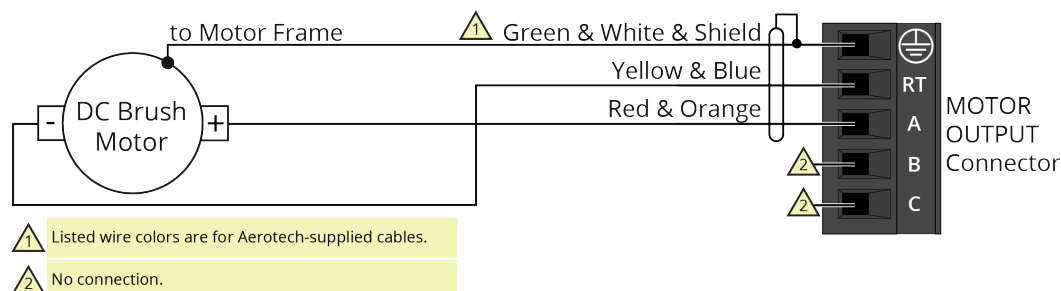 to Motor Frame
1 Green & White & Shield
Yellow & Blue
Red & Orange
- DC Brush +
Motor
RT
A
2 B
2 C
MOTOR
OUTPUT
Connector
1 Listed wire colors are for Aerotech-supplied cables.
2 No connection.